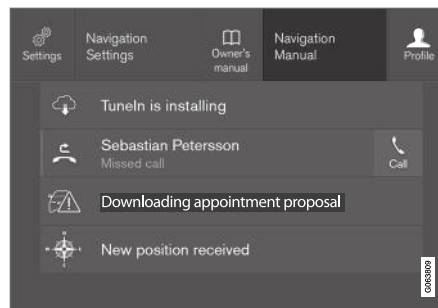 Settings
Navigation
Settings
Owner's
manual
Navigation
Manual
Profile
TuneIn is installing
Sebastian Petersson
Missed call
Call
Downloading appointment proposal
New position received
G063809